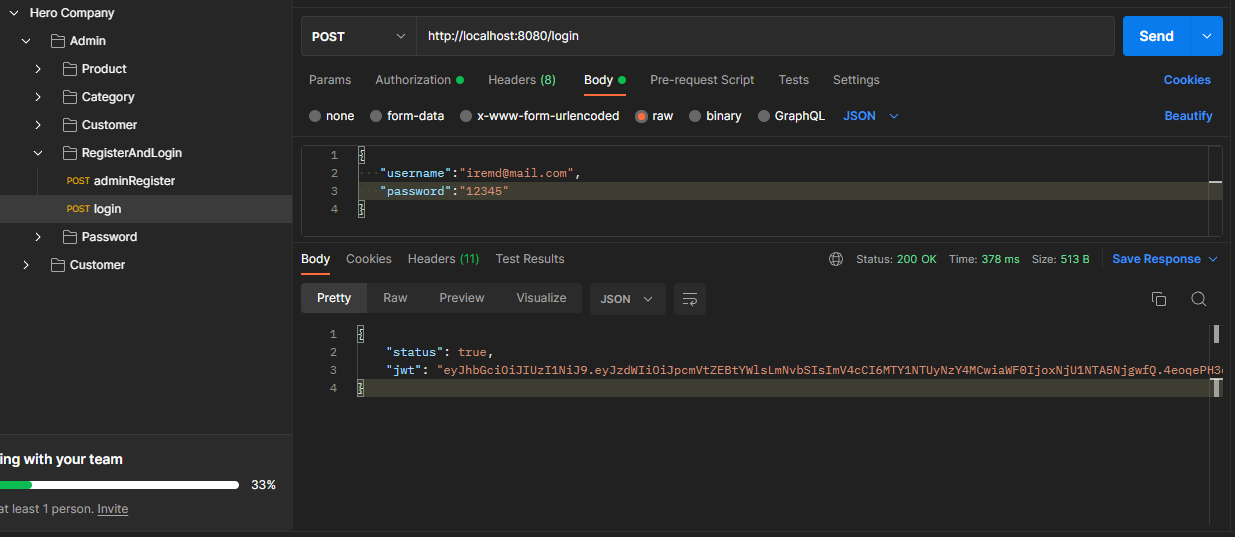 Hero Company
Admin
Product
Category
Customer
RegisterAndLogin
POST adminRegister
POST login
Password
Customer
ing with your team
33%
at least 1 person. Invite
POST http://localhost:8080/login Send
Params Authorization Headers (8) Body Pre-request Script Tests Settings Cookies
none form-data x-www-form-urlencoded raw binary GraphQL JSON Beautify
1 {
2 "username":"iremd@mail.com",
3 "password":"12345"
4 }
Body Cookies Headers (11) Test Results Status: 200 OK Time: 378 ms Size: 513 B Save Response
Pretty Raw Preview Visualize JSON
1 {
2 "status": true,
3 "jwt": "eyJhbGciOiJIUzI1NiJ9.eyJzdWIiOiJpcmVtZEBtYWlsLmNvbSIsImV4cCI6MTY1NTUyNzY4MCwiaWF0IjoxNjU1NTA5NjgwfQ.4eoqePH3
4 }